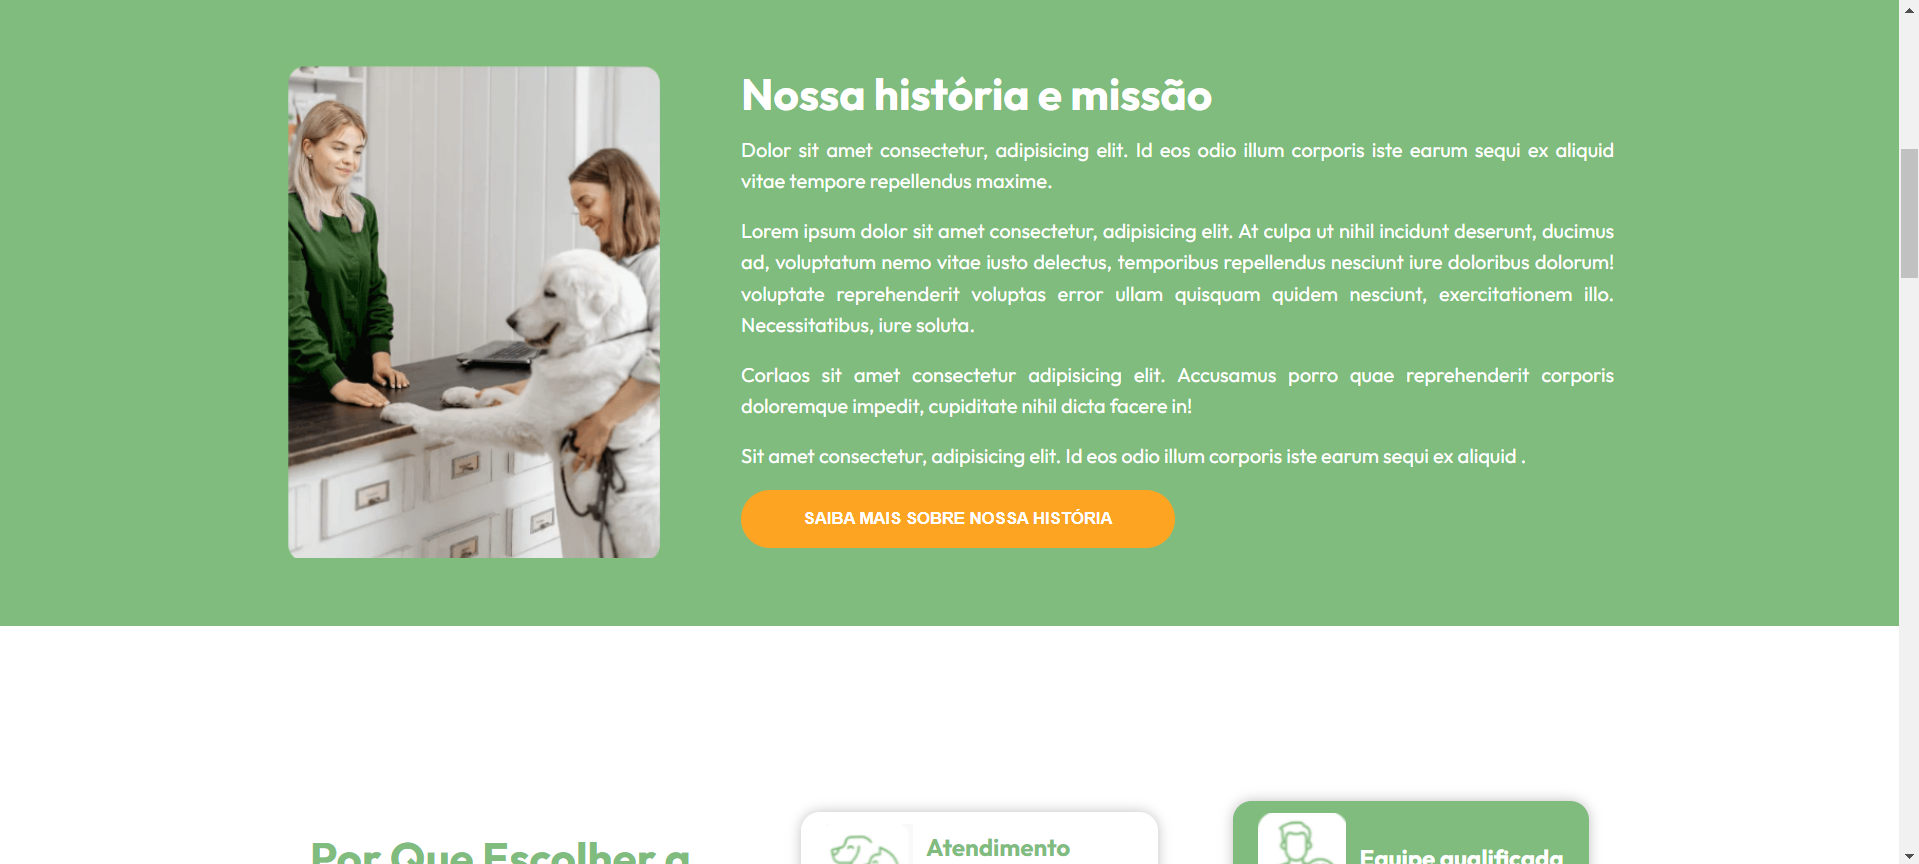 Nossa história e missão
Dolor sit amet consectetur, adipisicing elit. Id eos odio illum corporis iste earum sequi ex aliquid
vitae tempore repellendus maxime.
Lorem ipsum dolor sit amet consectetur, adipisicing elit. At culpa ut nihil incidunt deserunt, ducimus
ad, voluptatum nemo vitae iusto delectus, temporibus repellendus nesciunt iure doloribus dolorum!
voluptate reprehenderit voluptas error ullam quisquam quidem nesciunt, exercitationem illo.
Necessitatibus, iure soluta.
Corlaos sit amet consectetur adipisicing elit. Accusamus porro quae reprehenderit corporis
doloremque impedit, cupiditate nihil dicta facere in!
Sit amet consectetur, adipisicing elit. Id eos odio illum corporis iste earum sequi ex aliquid .
SAIBA MAIS SOBRE NOSSA HISTÓRIA
Por Que Escolher a
Atendimento
Equipe qualificada